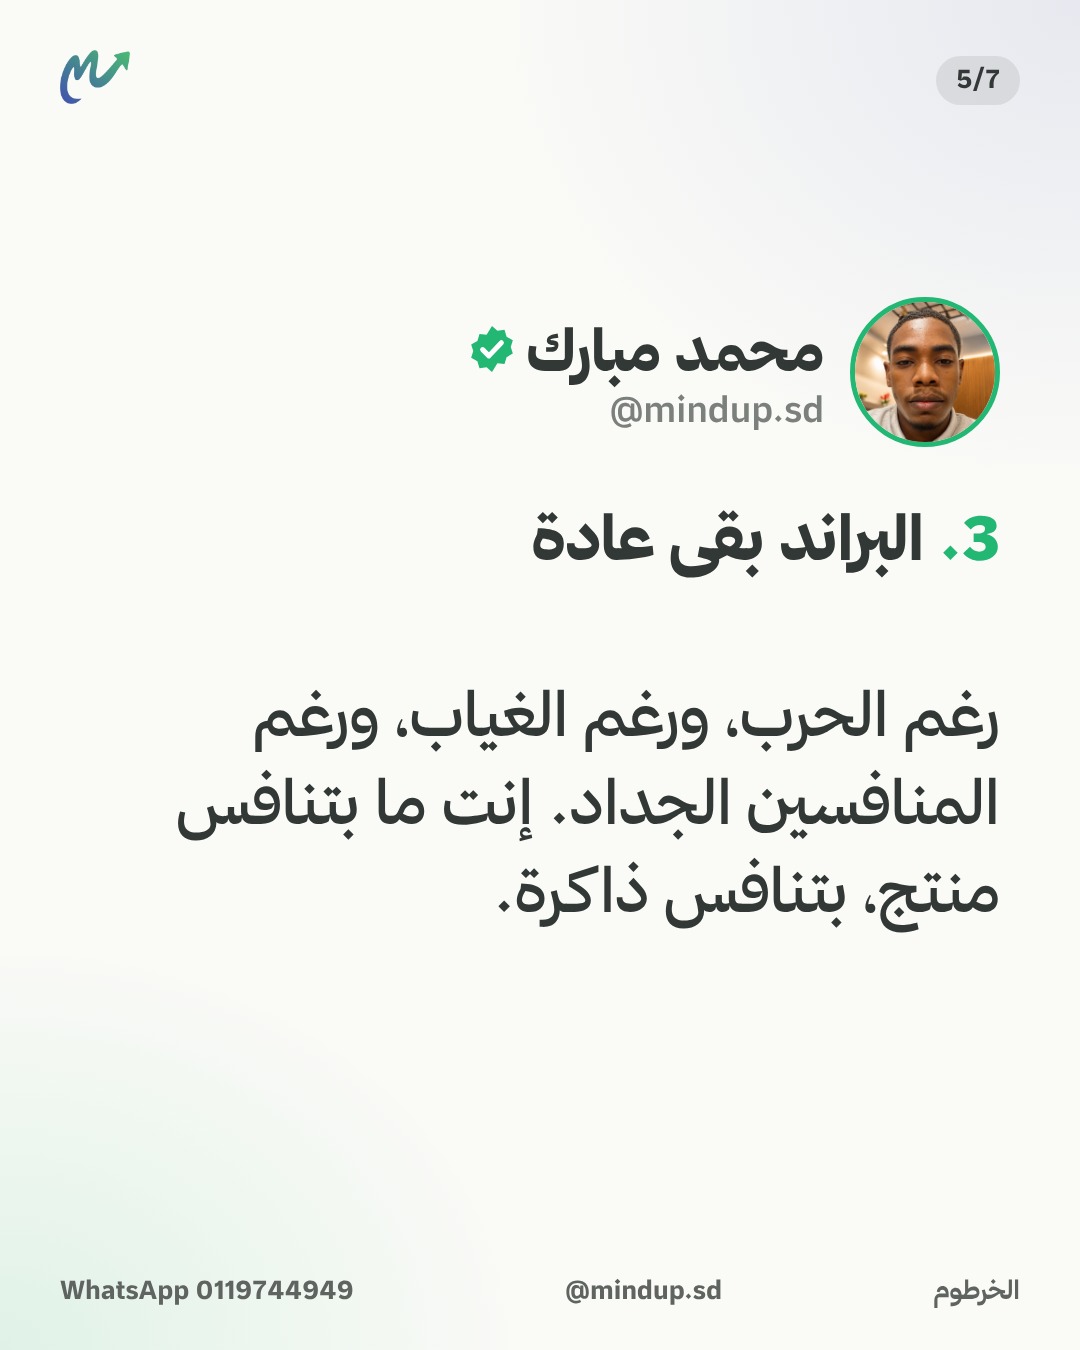 5/7
محمد مبارك
@mindup.sd
3. البراند بقى عادة
رغم الحرب، ورغم الغياب، ورغم
المنافسين الجداد. إنت ما بتنافس
منتج، بتنافس ذاكرة.
WhatsApp 0119744949
@mindup.sd
الخرطوم